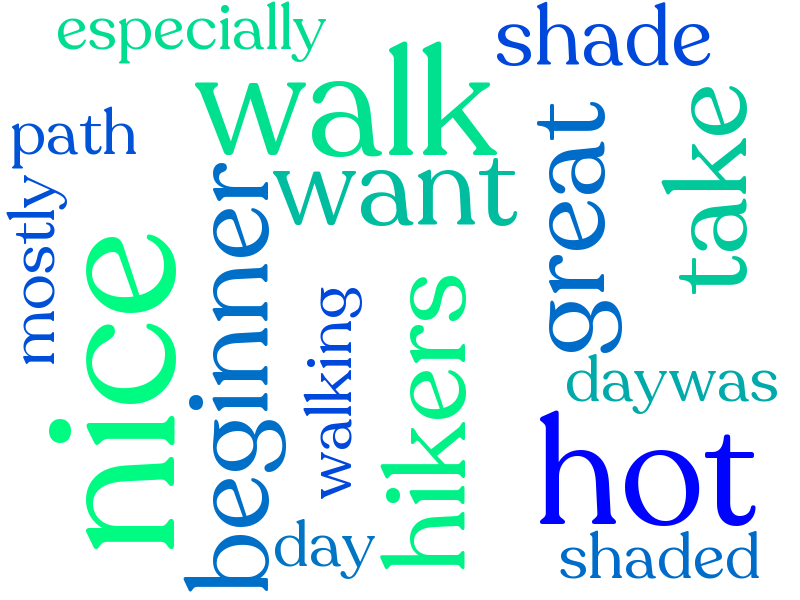 especially
shade
walk
path
want
great
take
mostly
nice
beginner
walking
hikers
daywas
hot
day
shaded